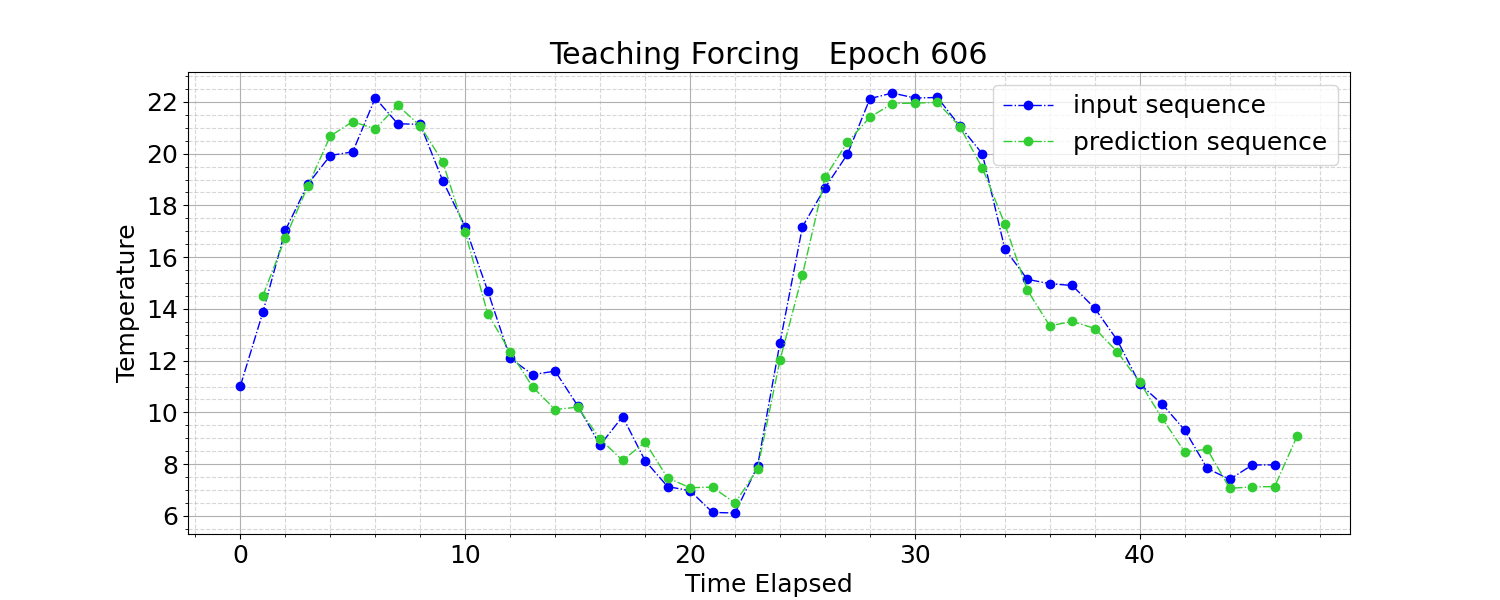 Teaching Forcing   Epoch 606
input sequence
prediction sequence
Temperature
22
20
18
16
14
12
10
8
6
0 10 20 30 40
Time Elapsed